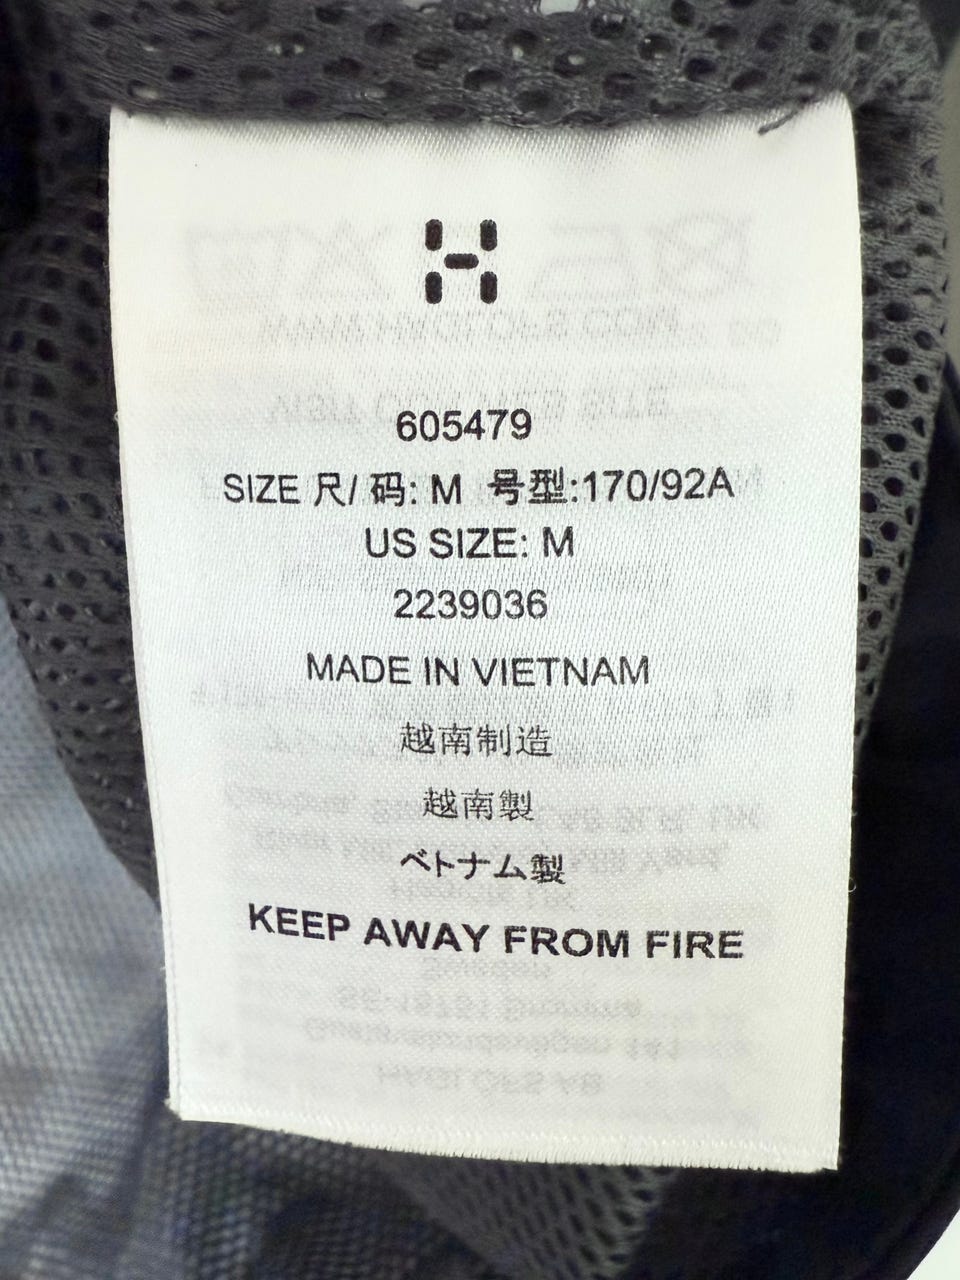 605479
SIZE 尺/ 码: M 号型:170/92A
US SIZE: M
2239036
MADE IN VIETNAM
越南制造
越南製
ベトナム製
KEEP AWAY FROM FIRE